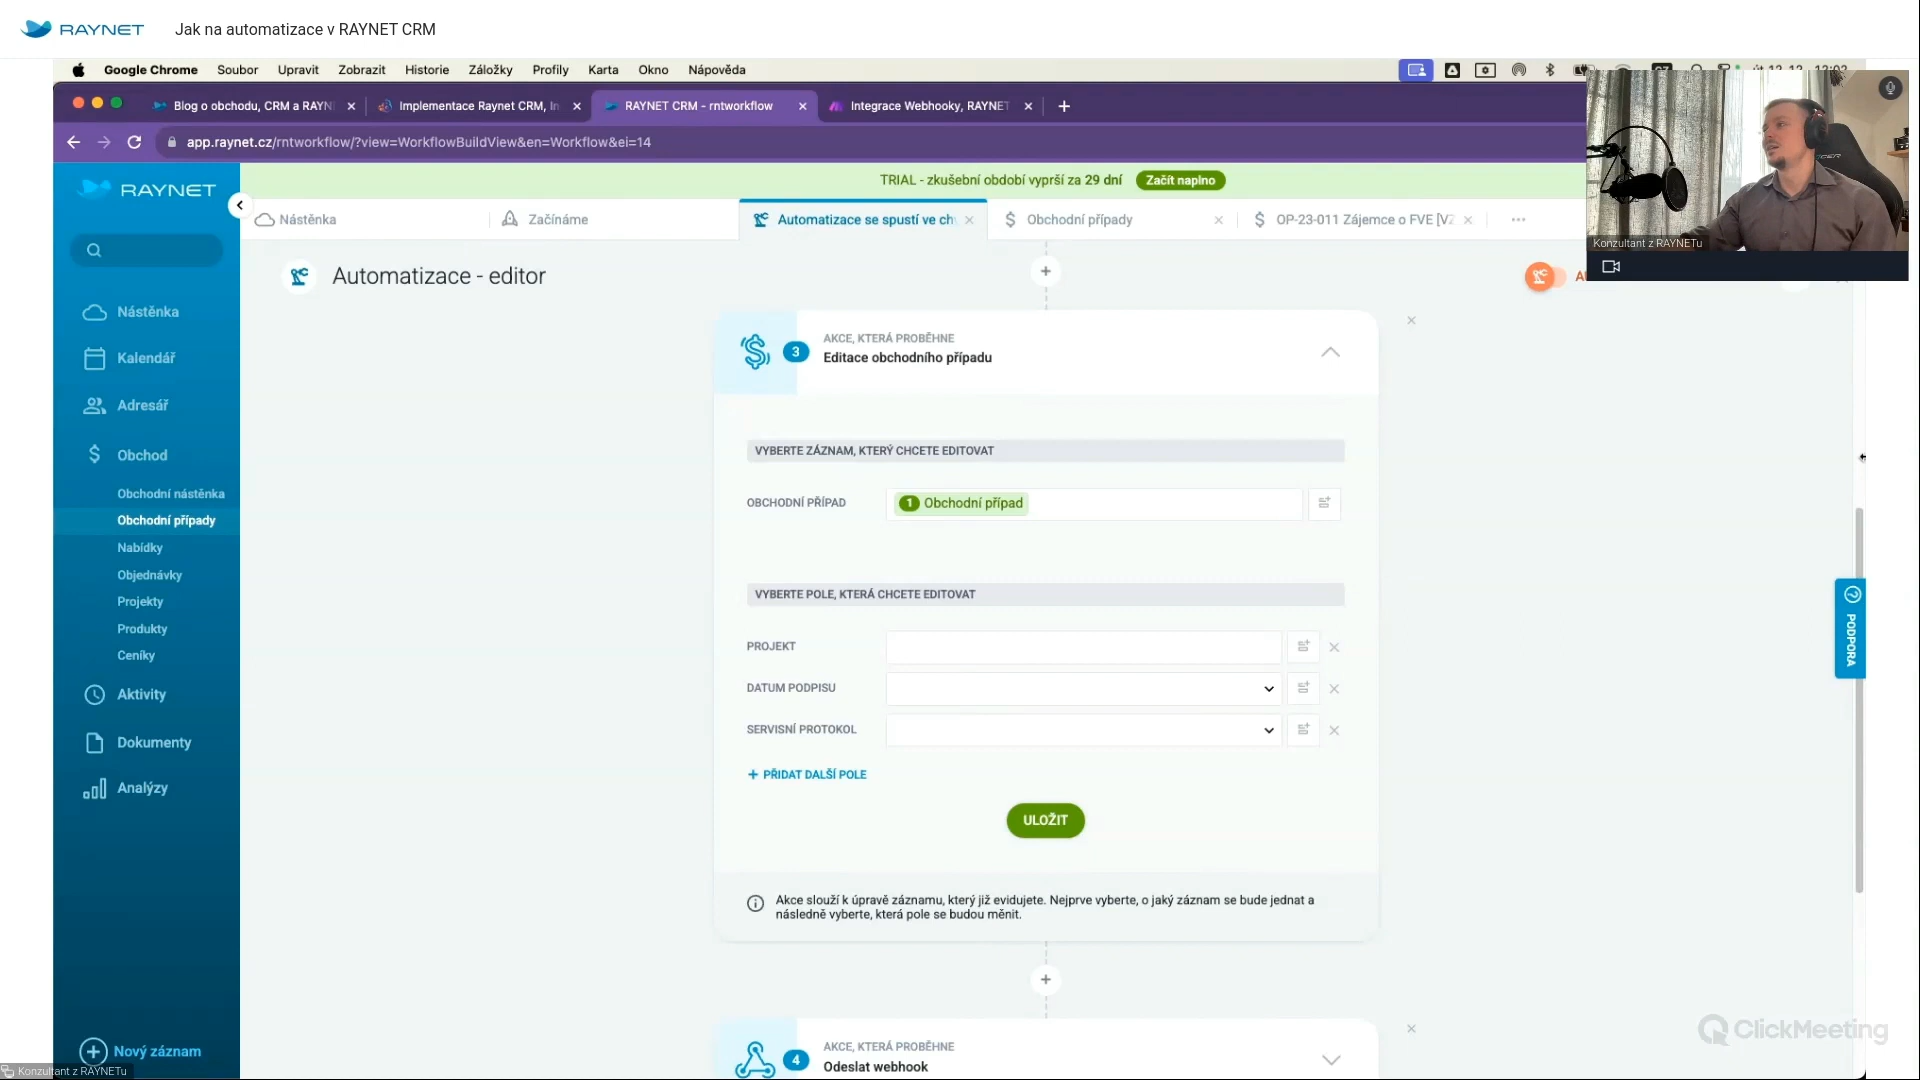 RAYNET
Jak na automatizace v RAYNET CRM
Google Chrome Soubor Upravit Zobrazit Historie Záložky Profily Karta Okno Nápověda
Blog o obchodu, CRM a RAYN
Implementace Raynet CRM, In
RAYNET CRM - rntworkflow
Integrace Webhooky, RAYNET
app.raynet.cz/rntworkflow/?view=WorkflowBuildView&en=Workflow&ei=14
RAYNET
TRIAL - zkušební období vyprší za 29 dní
Začít naplno
Nástěnka
Začínáme
Automatizace se spustí ve ch
Obchodní případy
OP-23-011 Zájemce o FVE [VZ
Konzultant z RAYNETu
Automatizace - editor
Nástěnka
Kalendář
Adresář
Obchod
Obchodní nástěnka
Obchodní případy
Nabídky
Objednávky
Projekty
Produkty
Ceníky
Aktivity
Dokumenty
Analýzy
Nový záznam
Konzultant z RAYNETu
3
AKCE, KTERÁ PROBĚHNE
Editace obchodního případu
VYBERTE ZÁZNAM, KTERÝ CHCETE EDITOVAT
OBCHODNÍ PŘÍPAD
1 Obchodní případ
VYBERTE POLE, KTERÁ CHCETE EDITOVAT
PROJEKT
DATUM PODPISU
SERVISNÍ PROTOKOL
+ PŘIDAT DALŠÍ POLE
ULOŽIT
Akce slouží k úpravě záznamu, který již evidujete. Nejprve vyberte, o jaký záznam se bude jednat a
následně vyberte, která pole se budou měnit.
4
AKCE, KTERÁ PROBĚHNE
Odeslat webhook
PODPORA
ClickMeeting